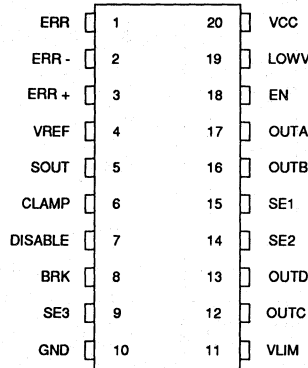 ERR 1 20 VCC
ERR - 2 19 LOWV
ERR + 3 18 EN
VREF 4 17 OUTA
SOUT 5 16 OUTB
CLAMP 6 15 SE1
DISABLE 7 14 SE2
BRK 8 13 OUTD
SE3 9 12 OUTC
GND 10 11 VLIM